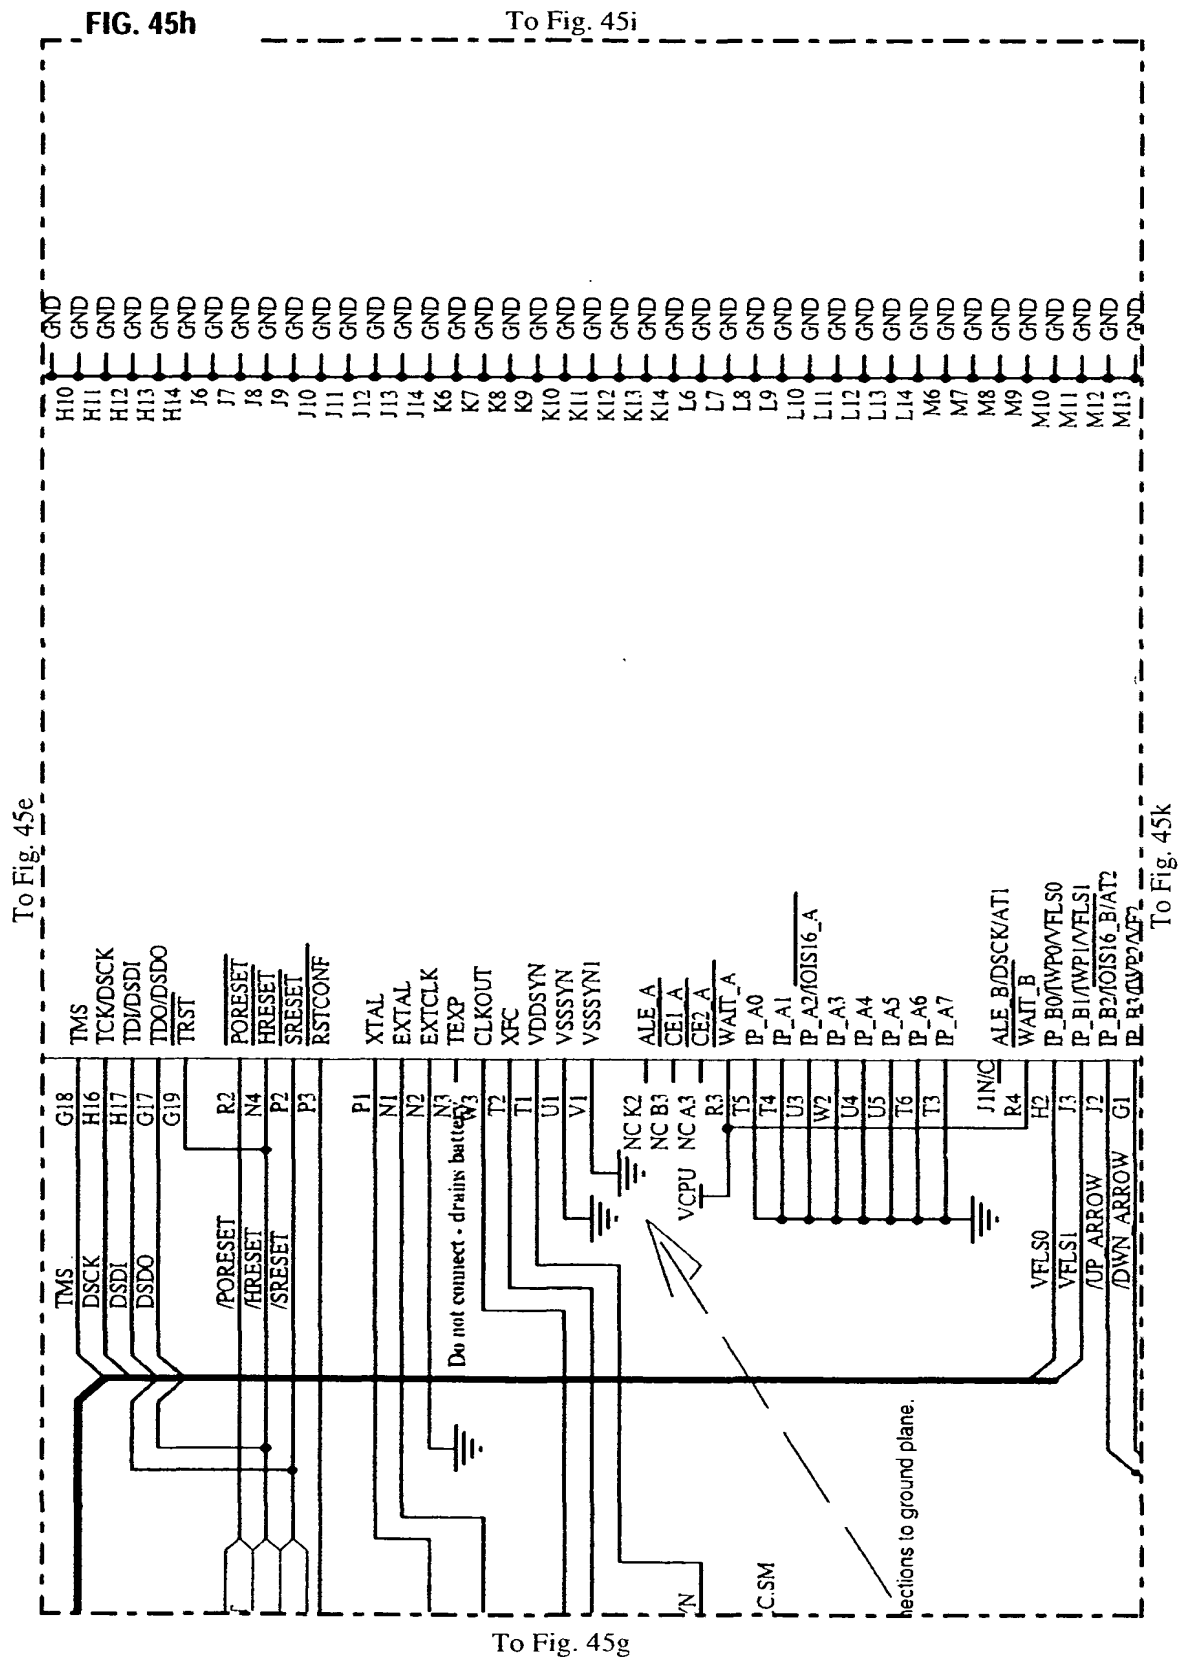 FIG. 45h
To Fig. 45i
To Fig. 45e
To Fig. 45k
To Fig. 45g
H10 GND
H11 GND
H12 GND
H13 GND
H14 GND
J6 GND
J7 GND
J8 GND
J9 GND
J10 GND
J11 GND
J12 GND
J13 GND
J14 GND
K6 GND
K7 GND
K8 GND
K9 GND
K10 GND
K11 GND
K12 GND
K13 GND
K14 GND
L6 GND
L7 GND
L8 GND
L9 GND
L10 GND
L11 GND
L12 GND
L13 GND
L14 GND
M6 GND
M7 GND
M8 GND
M9 GND
M10 GND
M11 GND
M12 GND
M13 GND
GND
TMS G18 TMS
DSCK H16 TCK/DSCK
DSDI H17 TDI/DSDI
DSDO G17 TDO/DSDO
G19 TRST
/PORESET R2 PORESET
/HRESET N4 HRESET
/SRESET P2 SRESET
P3 RSTCONF
P1 XTAL
N1 EXTAL
N2 EXTCLK
N3 TEXP
Do not connect - drains battery.
W3 CLKOUT
T2 XFC
T1 VDDSYN
U1 VSSSYN
V1 VSSSYN1
NC K2 ALE_A
NC B3 CE1_A
NC A3 CE2_A
VCPU R3 WAIT_A
T5 IP_A0
T4 IP_A1
U3 IP_A2/IOIS16_A
W2 IP_A3
U4 IP_A4
U5 IP_A5
T6 IP_A6
T3 IP_A7
J1N/C ALE_B/DSCK/AT1
R4 WAIT_B
VFLS0 H2 IP_B0/IWP0/VFLS0
VFLS1 J3 IP_B1/IWP1/VFLS1
/UP_ARROW J2 IP_B2/IOIS16_B/AT2
/DWN_ARROW G1 IP_B3/IWP2/VF2
/N
C.SM
nections to ground plane.